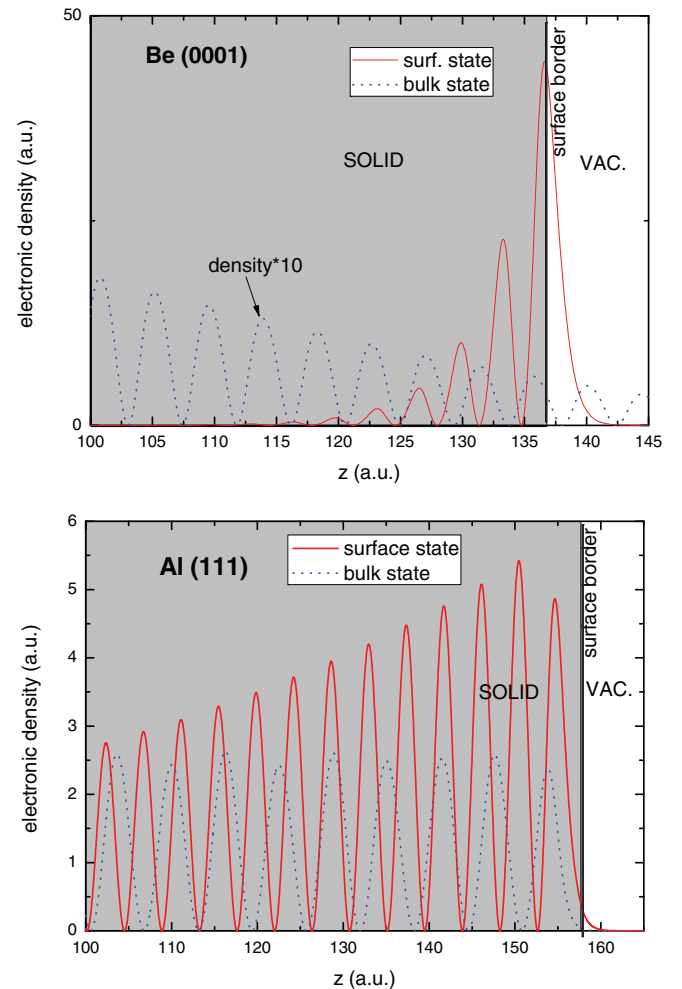 50
Be (0001)
surf. state
bulk state
surface border
SOLID
VAC.
density*10
electronic density (a.u.)
0
100 105 110 115 120 125 130 135 140 145
z (a.u.)
6
Al (111)
surface state
bulk state
surface border
5
4
SOLID
VAC.
3
electronic density (a.u.)
2
1
0
100 110 120 130 140 150 160
z (a.u.)